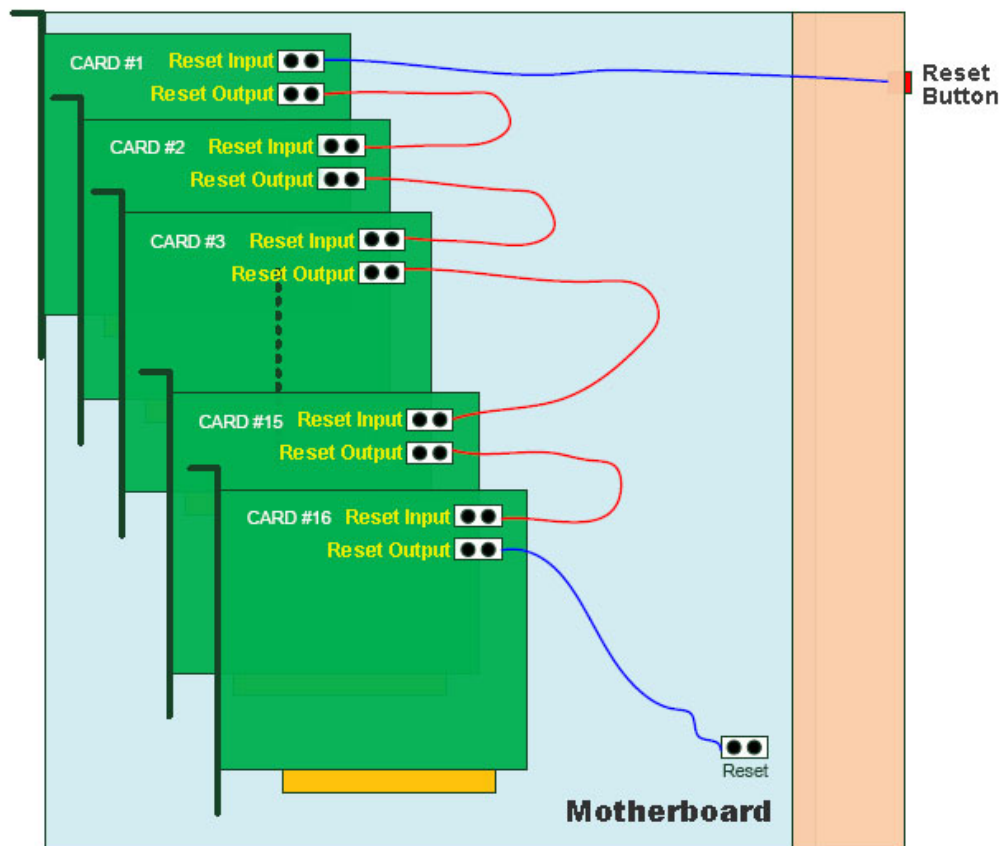 CARD #1 Reset Input
Reset Output
Reset
Button
CARD #2 Reset Input
Reset Output
CARD #3 Reset Input
Reset Output
CARD #15 Reset Input
Reset Output
CARD #16 Reset Input
Reset Output
Reset
Motherboard